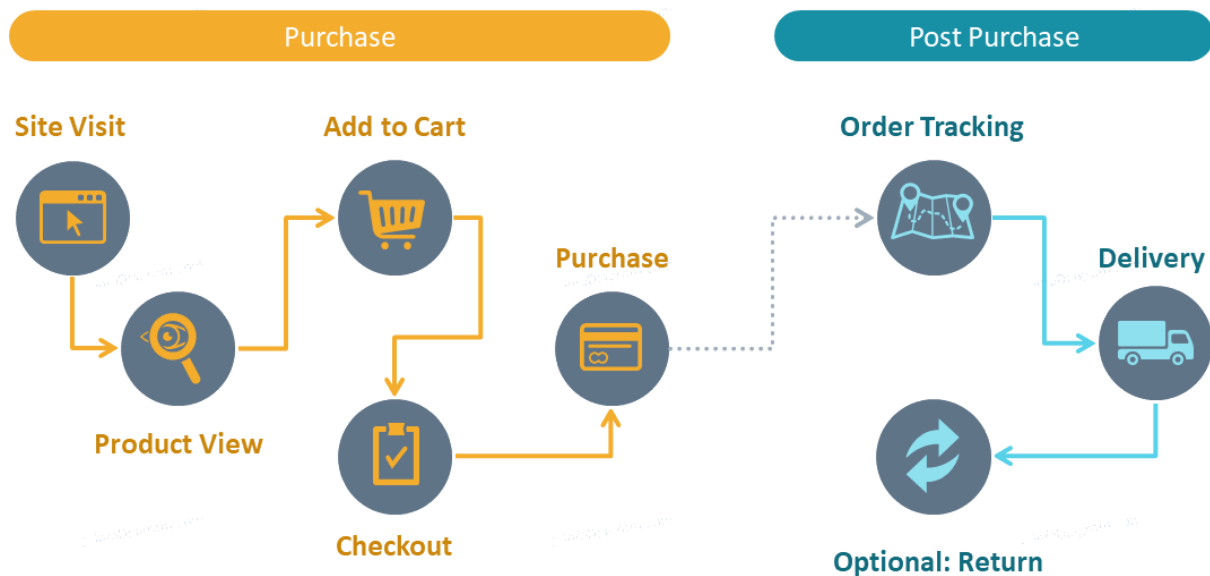 Purchase
Post Purchase
Site Visit
Add to Cart
Order Tracking
Purchase
Delivery
Product View
Checkout
Optional: Return